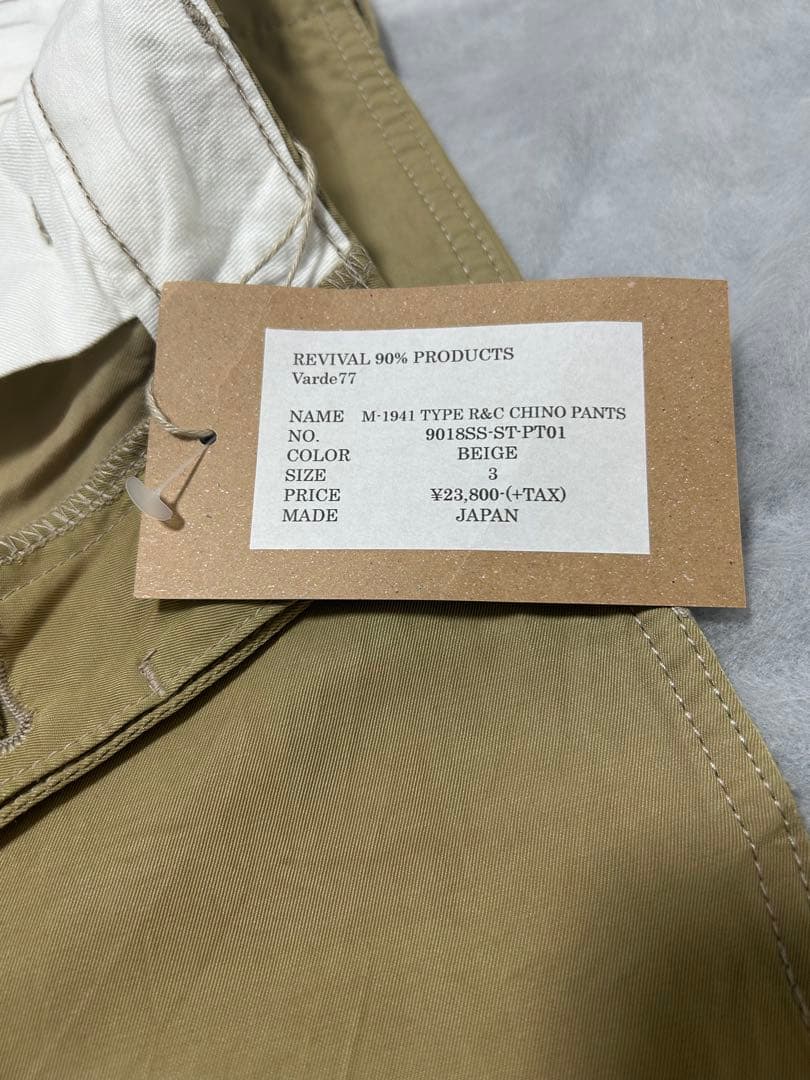 REVIVAL 90% PRODUCTS
Varde77
NAME M-1941 TYPE R&C CHINO PANTS
NO. 9018SS-ST-PT01
COLOR BEIGE
SIZE 3
PRICE ¥23,800-(+TAX)
MADE JAPAN